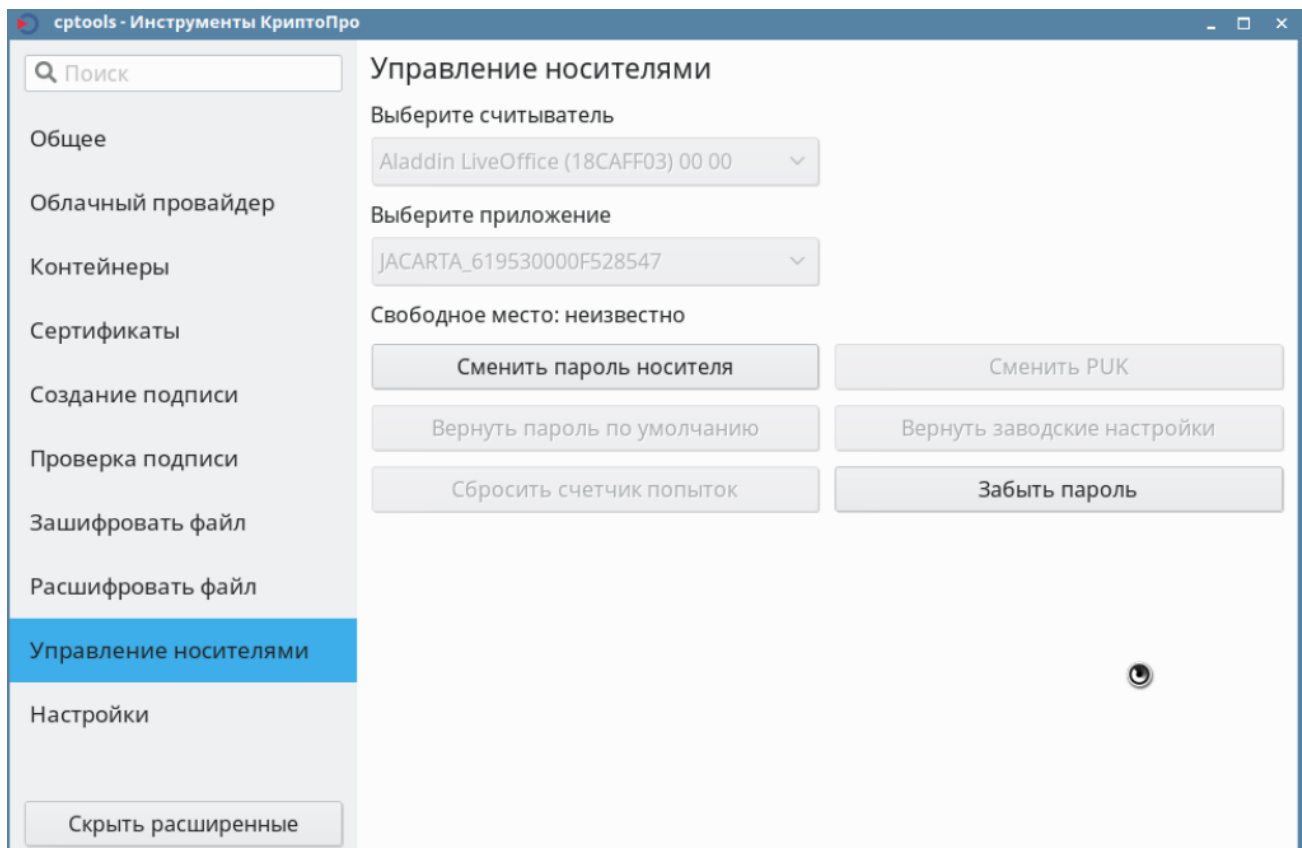 cptools - Инструменты КриптоПро
Поиск
Общее
Облачный провайдер
Контейнеры
Сертификаты
Создание подписи
Проверка подписи
Зашифровать файл
Расшифровать файл
Управление носителями
Настройки
Скрыть расширенные
Управление носителями
Выберите считыватель
Aladdin LiveOffice (18CAFF03) 00 00
Выберите приложение
JACARTA_619530000F528547
Свободное место: неизвестно
Сменить пароль носителя
Сменить PUK
Вернуть пароль по умолчанию
Вернуть заводские настройки
Сбросить счетчик попыток
Забыть пароль